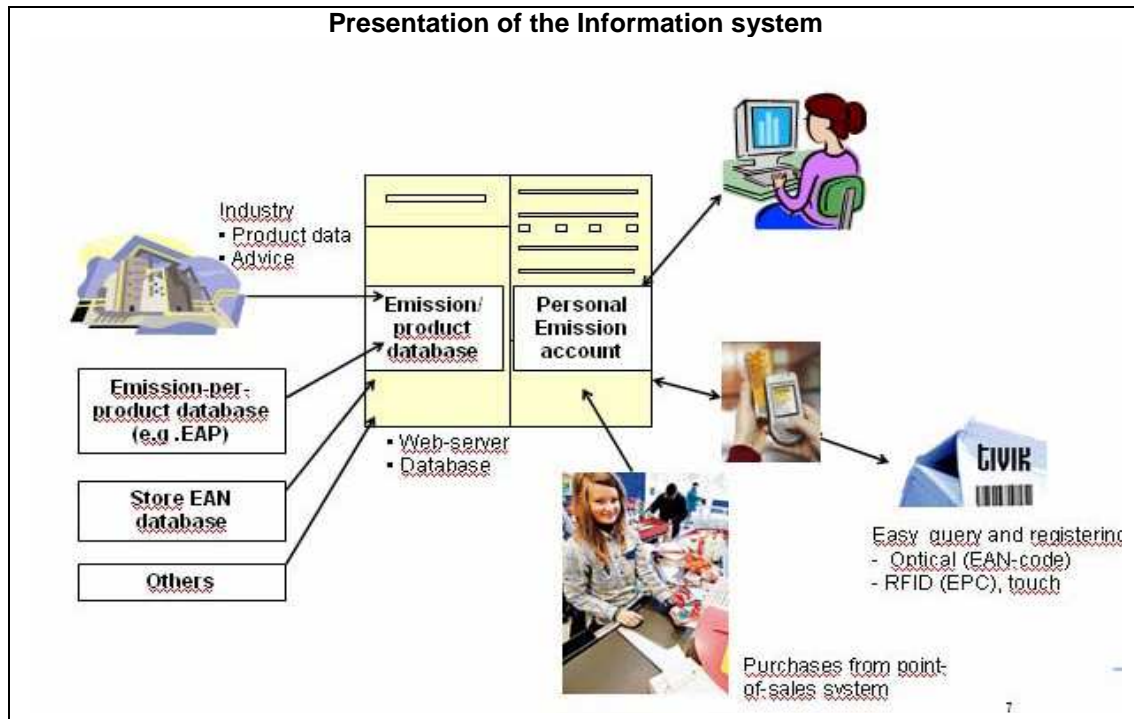 Presentation of the Information system
Industry
▪ Product data
▪ Advice
Emission/
product
database
Personal
Emission
account
Emission-per-
product database
(e.g .EAP)
▪ Web-server
▪ Database
Store EAN
database
Others
tivik
Easy query and registering
- Optical (EAN-code)
- RFID (EPC), touch
Purchases from point-
of-sales system
7